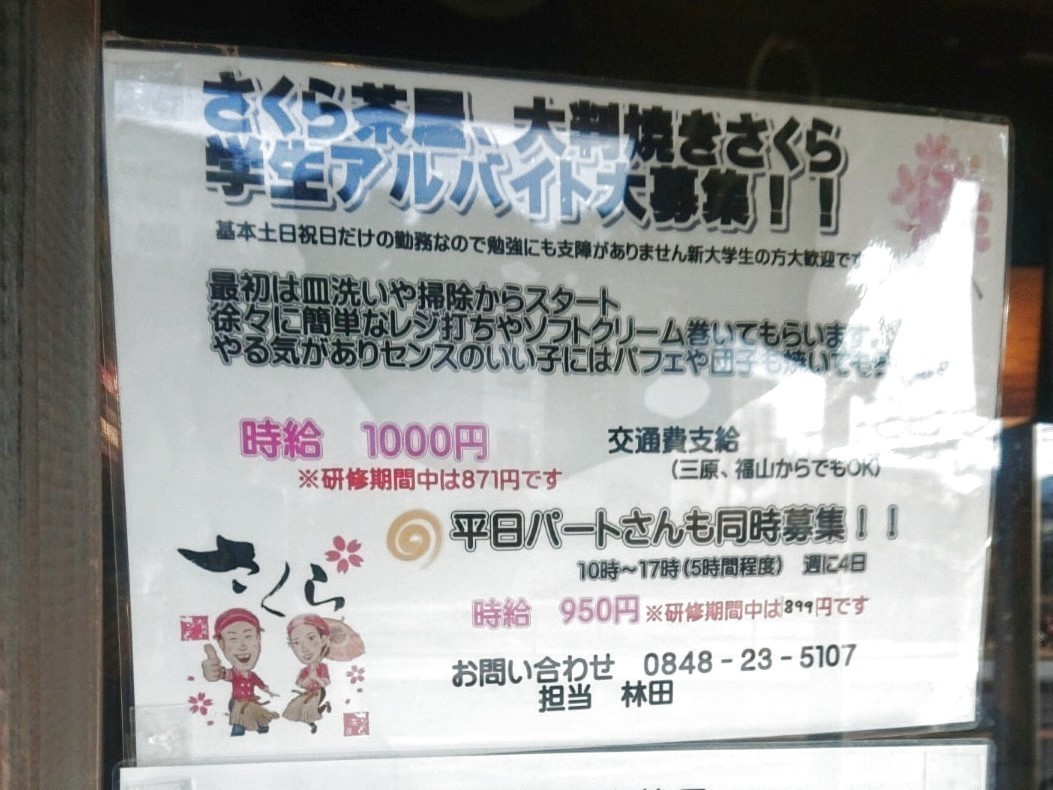 さくら茶屋、大判焼きさくら
学生アルバイト大募集!!
基本土日祝日だけの勤務なので勉強にも支障がありません新大学生の方大歓迎です
最初は皿洗いや掃除からスタート
徐々に簡単なレジ打ちやソフトクリーム巻いてもらいます。
やる気がありセンスのいい子にはパフェや団子も焼いても
時給 1000円
※研修期間中は871円です
交通費支給
(三原、福山からでもOK)
平日パートさんも同時募集!!
10時~17時(5時間程度) 週に4日
時給 950円 ※研修期間中は899円です
お問い合わせ 0848-23-5107
担当 林田
さくら